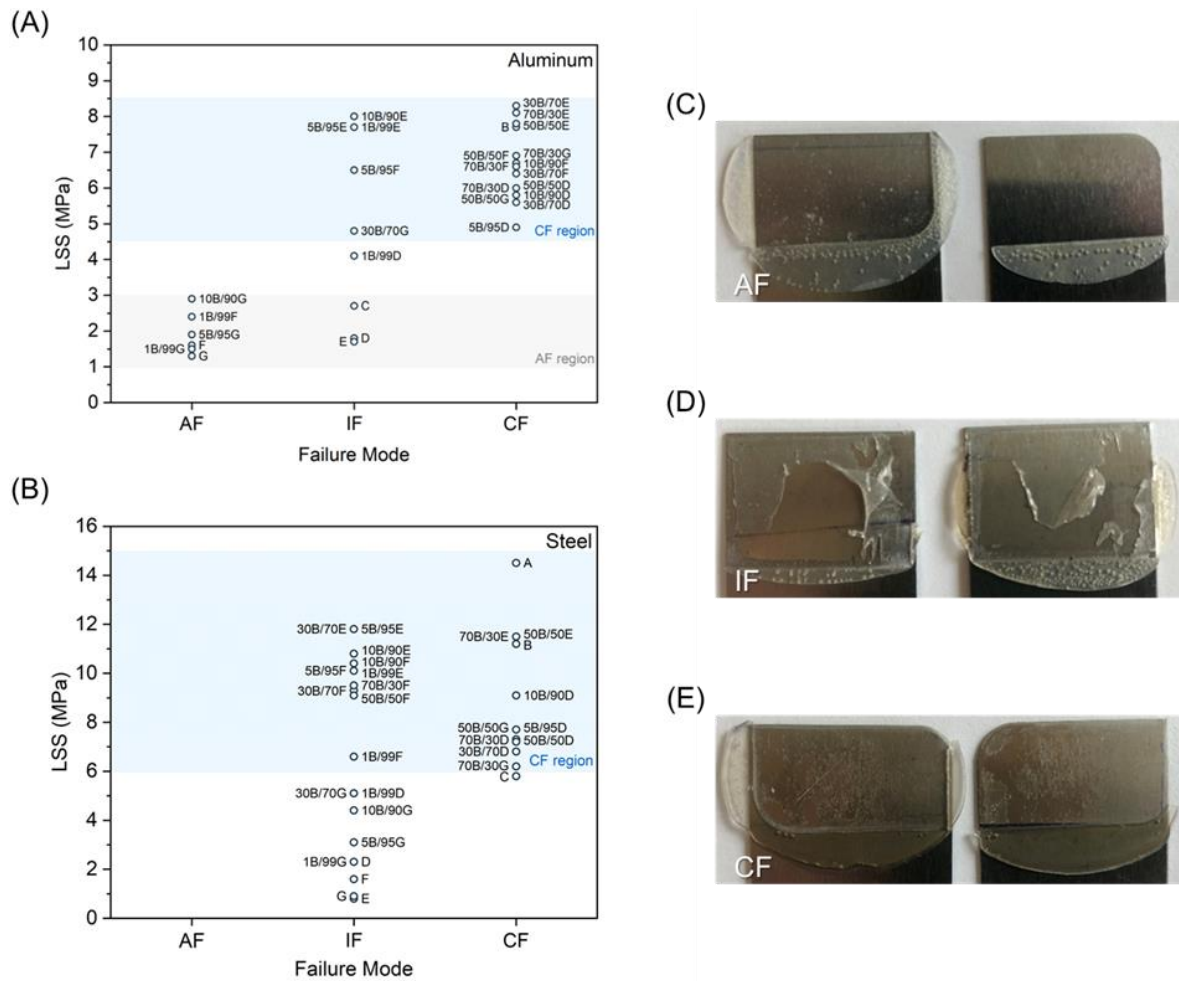 (A)
10
9
8
7
6
5
4
3
2
1
0
LSS (MPa)
Aluminum
10B/90E
5B/95E 1B/99E
5B/95F
30B/70G
1B/99D
C
E D
10B/90G
1B/99F
5B/95G
F
1B/99G
G
30B/70E
70B/30E
B 50B/50E
50B/50F 70B/30G
70B/30F 10B/90F
30B/70F
70B/30D 50B/50D
50B/50G 10B/90D
30B/70D
5B/95D
CF region
AF region
AF IF CF
Failure Mode
(B)
16
14
12
10
8
6
4
2
0
LSS (MPa)
Steel
A
30B/70E 5B/95E
10B/90E
10B/90F
5B/95F 1B/99E
70B/30F
30B/70F
50B/50F
1B/99F
30B/70G 1B/99D
10B/90G
5B/95G
1B/99G D
F
G E
70B/30E 50B/50E
B
10B/90D
50B/50G 5B/95D
70B/30D 50B/50D
30B/70D
70B/30G
C
CF region
AF IF CF
Failure Mode
(C)
AF
(D)
IF
(E)
CF